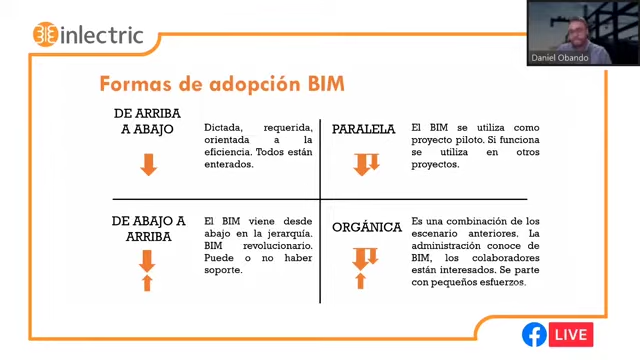 inlectric
Daniel Obando
Formas de adopción BIM
DE ARRIBA
A ABAJO
Dictada, requerida,
orientada a la
eficiencia. Todos están
enterados.
PARALELA
El BIM se utiliza como
proyecto piloto. Si funciona
se utiliza en otros
proyectos.
DE ABAJO A
ARRIBA
El BIM viene desde
abajo en la jerarquía.
BIM revolucionario.
Puede o no haber
soporte.
ORGÁNICA
Es una combinación de los
escenario anteriores. La
administración conoce de
BIM, los colaboradores
están interesados. Se parte
con pequeños esfuerzos.
LIVE